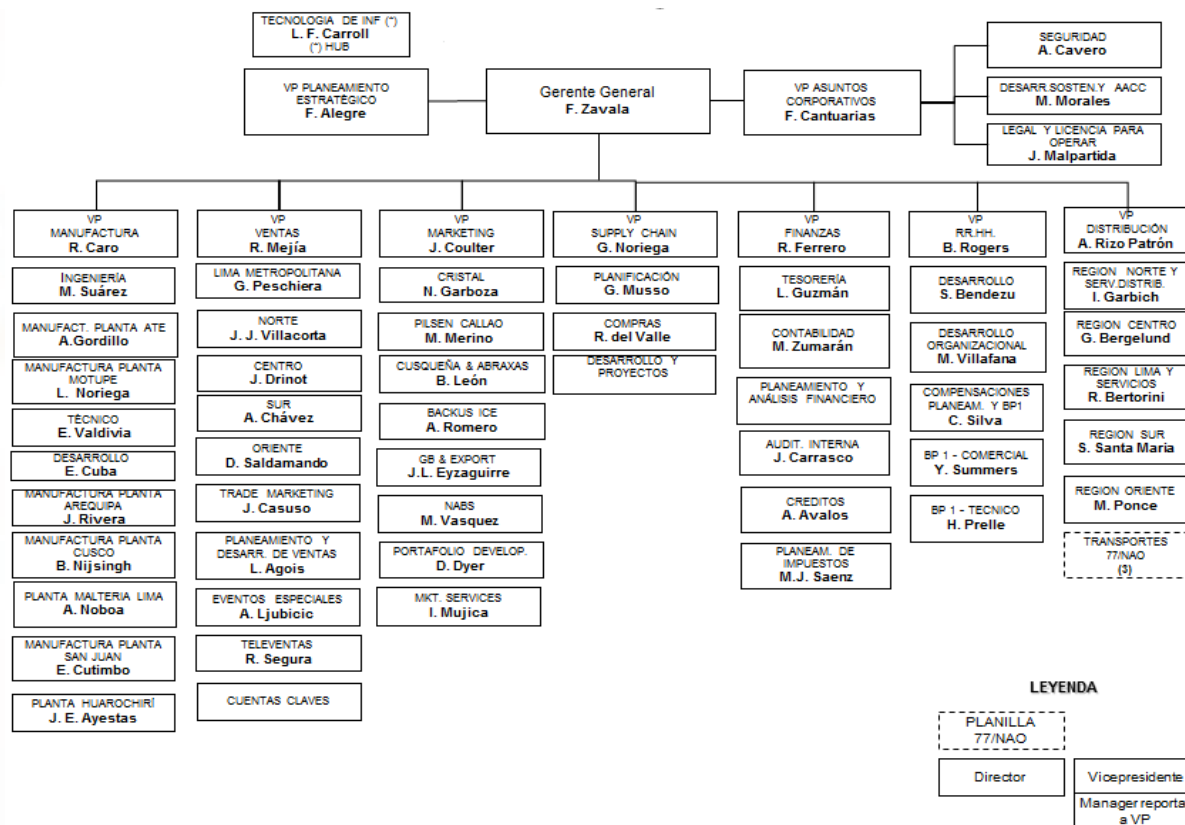 TECNOLOGIA DE INF (*)
L. F. Carroll
(*) HUB
VP PLANEAMIENTO
ESTRATÉGICO
F. Alegre
Gerente General
F. Zavala
VP ASUNTOS
CORPORATIVOS
F. Cantuarias
SEGURIDAD
A. Cavero
DESARR.SOSTEN.Y AACC
M. Morales
LEGAL Y LICENCIA PARA
OPERAR
J. Malpartida
VP
MANUFACTURA
R. Caro
INGENIERÍA
M. Suárez
MANUFACT. PLANTA ATE
A.Gordillo
MANUFACTURA PLANTA
MOTUPE
L. Noriega
TÉCNICO
E. Valdivia
DESARROLLO
E. Cuba
MANUFACTURA PLANTA
AREQUIPA
J. Rivera
MANUFACTURA PLANTA
CUSCO
B. Nijsingh
PLANTA MALTERIA LIMA
A. Noboa
MANUFACTURA PLANTA
SAN JUAN
E. Cutimbo
PLANTA HUAROCHIRÍ
J. E. Ayestas
VP
VENTAS
R. Mejía
LIMA METROPOLITANA
G. Peschiera
NORTE
J. J. Villacorta
CENTRO
J. Drinot
SUR
A. Chávez
ORIENTE
D. Saldamando
TRADE MARKETING
J. Casuso
PLANEAMIENTO Y
DESARR. DE VENTAS
L. Agois
EVENTOS ESPECIALES
A. Ljubicic
TELEVENTAS
R. Segura
CUENTAS CLAVES
VP
MARKETING
J. Coulter
CRISTAL
N. Garboza
PILSEN CALLAO
M. Merino
CUSQUEÑA & ABRAXAS
B. León
BACKUS ICE
A. Romero
GB & EXPORT
J.L. Eyzaguirre
NABS
M. Vasquez
PORTAFOLIO DEVELOP.
D. Dyer
MKT. SERVICES
I. Mujica
VP
SUPPLY CHAIN
G. Noriega
PLANIFICACIÓN
G. Musso
COMPRAS
R. del Valle
DESARROLLO Y
PROYECTOS
VP
FINANZAS
R. Ferrero
TESORERÍA
L. Guzmán
CONTABILIDAD
M. Zumarán
PLANEAMIENTO Y
ANÁLISIS FINANCIERO
AUDIT. INTERNA
J. Carrasco
CREDITOS
A. Avalos
PLANEAM. DE
IMPUESTOS
M.J. Saenz
VP
RR.HH.
B. Rogers
DESARROLLO
S. Bendezu
DESARROLLO
ORGANIZACIONAL
M. Villafana
COMPENSACIONES
PLANEAM. Y BP1
C. Silva
BP 1 - COMERCIAL
Y. Summers
BP 1 - TECNICO
H. Prelle
VP
DISTRIBUCIÓN
A. Rizo Patrón
REGION NORTE Y
SERV.DISTRIB.
I. Garbich
REGION CENTRO
G. Bergelund
REGION LIMA Y
SERVICIOS
R. Bertorini
REGION SUR
S. Santa Maria
REGION ORIENTE
M. Ponce
TRANSPORTES
77/NAO
(3)
LEYENDA
PLANILLA
77/NAO
Director
Vicepresidente
Manager reporta
a VP